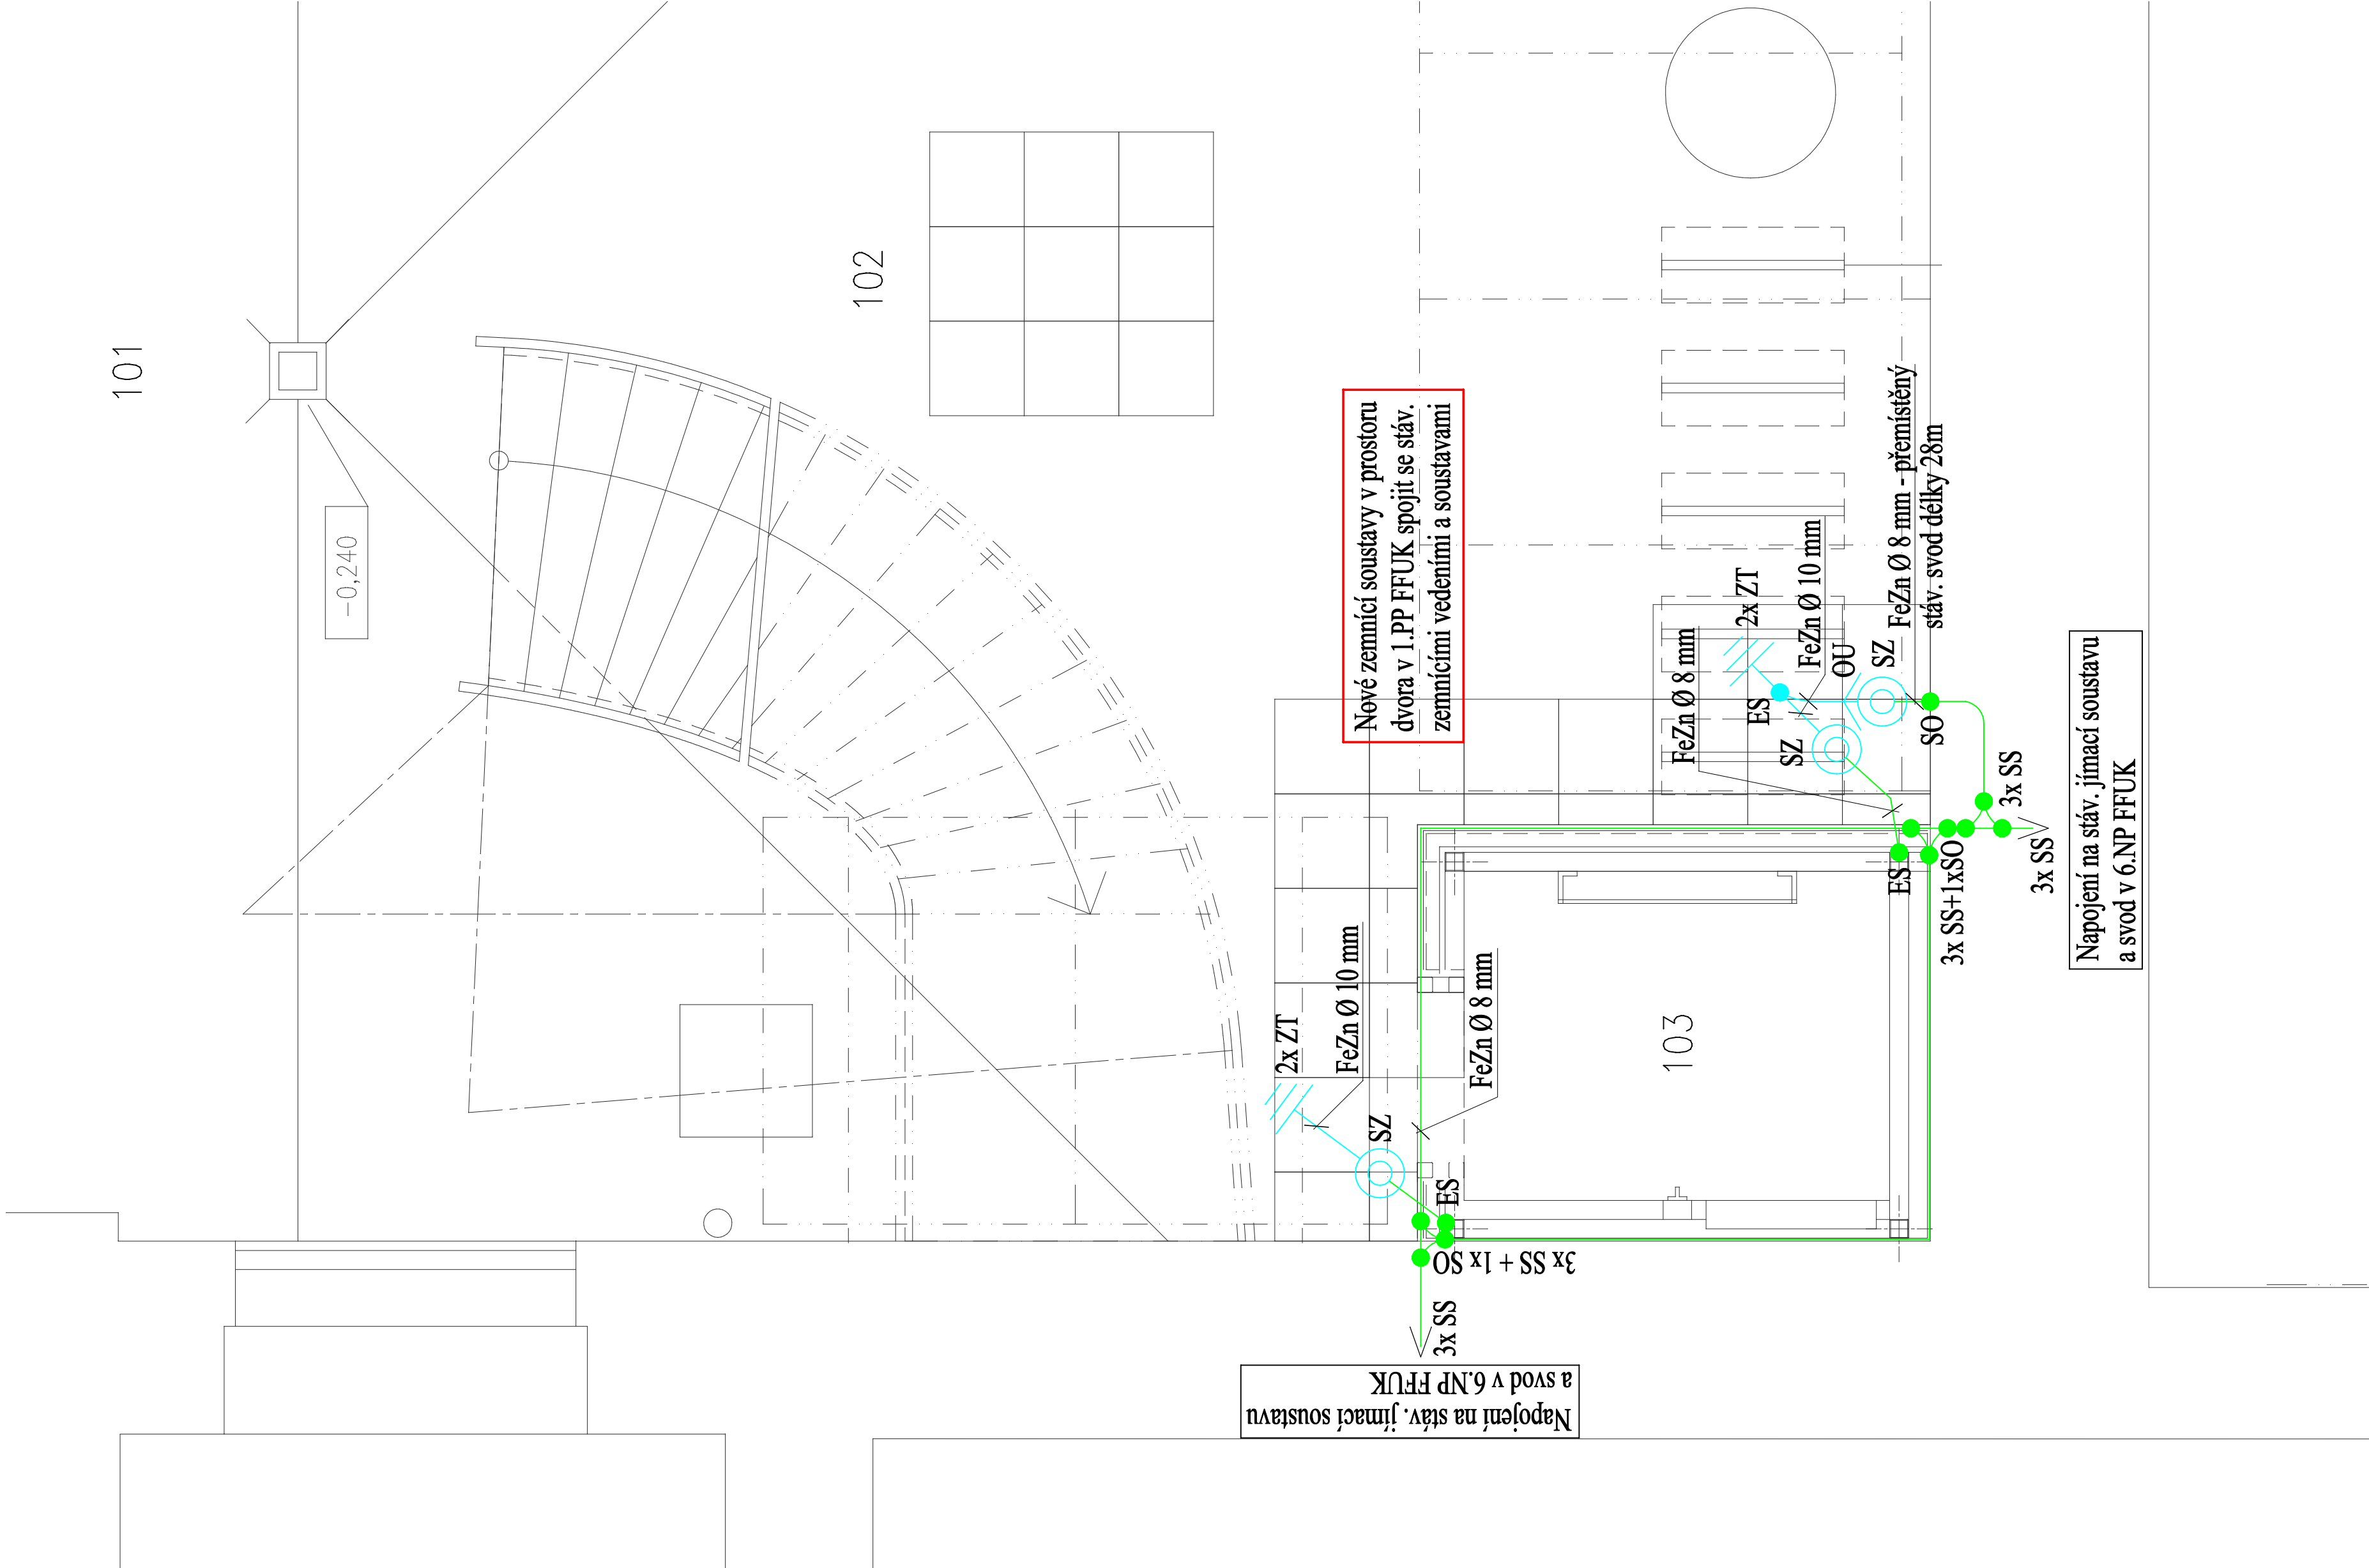 101
102
-0,240
Nové zemnící soustavy v prostoru
dvora v 1.PP FFUK spojit se stáv.
zemnícími vedeními a soustavami
2x ZT
FeZn Ø 10 mm
FeZn Ø 8 mm - přemístěný
stáv. svod délky 28m
FeZn Ø 8 mm
OU
SZ
ES
SZ
SO
3x SS
ES
3x SS+1xSO
3x SS
Napojení na stáv. jímací soustavu
a svod v 6.NP FFUK
103
2x ZT
FeZn Ø 10 mm
FeZn Ø 8 mm
SZ
ES
3x SS + 1x SO
3x SS
Napojení na stáv. jímací soustavu
a svod v 6.NP FFUK